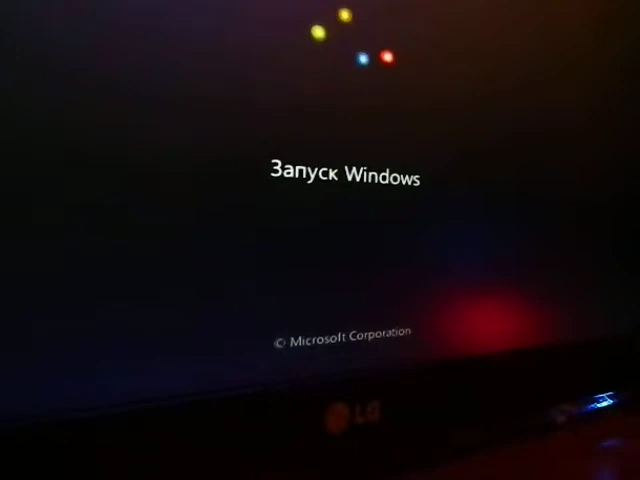 Запуск Windows
© Microsoft Corporation
LG